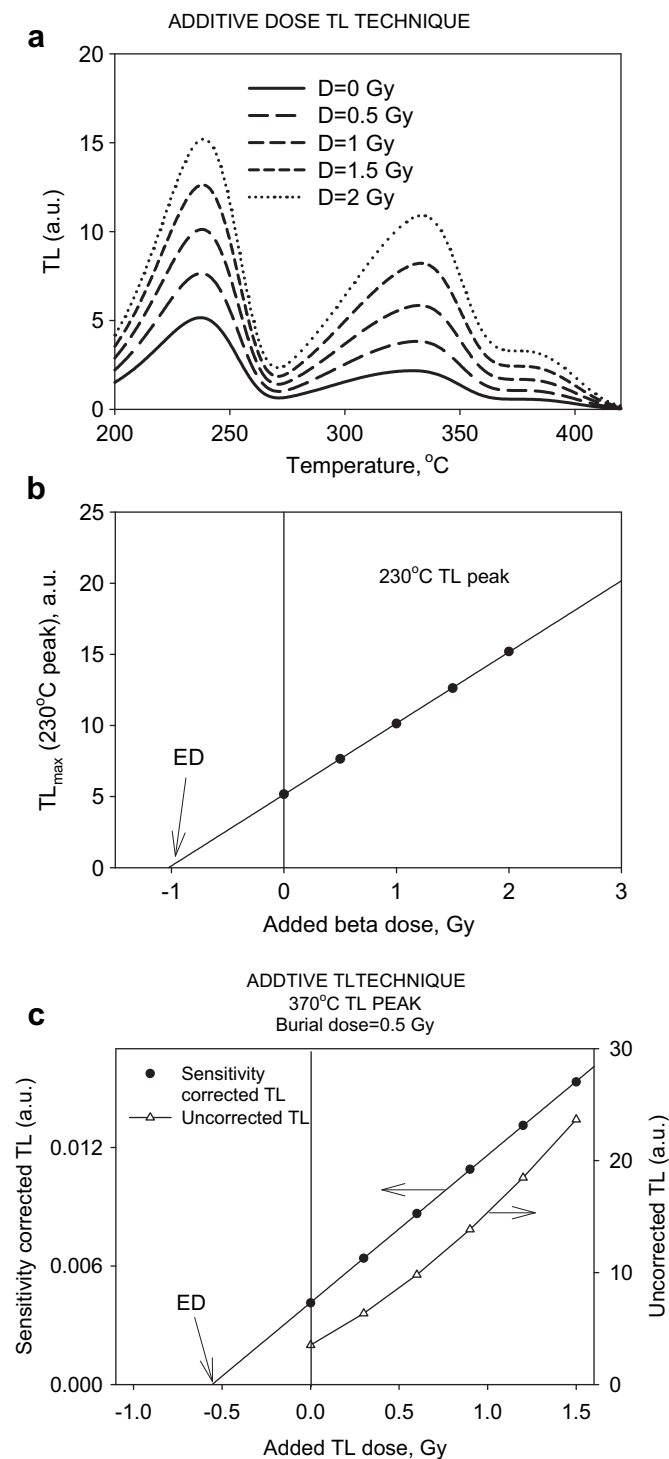 ADDITIVE DOSE TL TECHNIQUE
a
20
15
10
5
0
TL (a.u.)
D=0 Gy
D=0.5 Gy
D=1 Gy
D=1.5 Gy
D=2 Gy
200 250 300 350 400
Temperature, °C
b
25
20
15
10
5
0
TLmax (230°C peak), a.u.
230°C TL peak
ED
-1 0 1 2 3
Added beta dose, Gy
ADDTIVE TLTECHNIQUE
370°C TL PEAK
Burial dose=0.5 Gy
c
Sensitivity corrected TL (a.u.)
0.012
0.006
0.000
Sensitivity
corrected TL
Uncorrected TL
ED
30
20
10
0
Uncorrected TL (a.u.)
-1.0 -0.5 0.0 0.5 1.0 1.5
Added TL dose, Gy